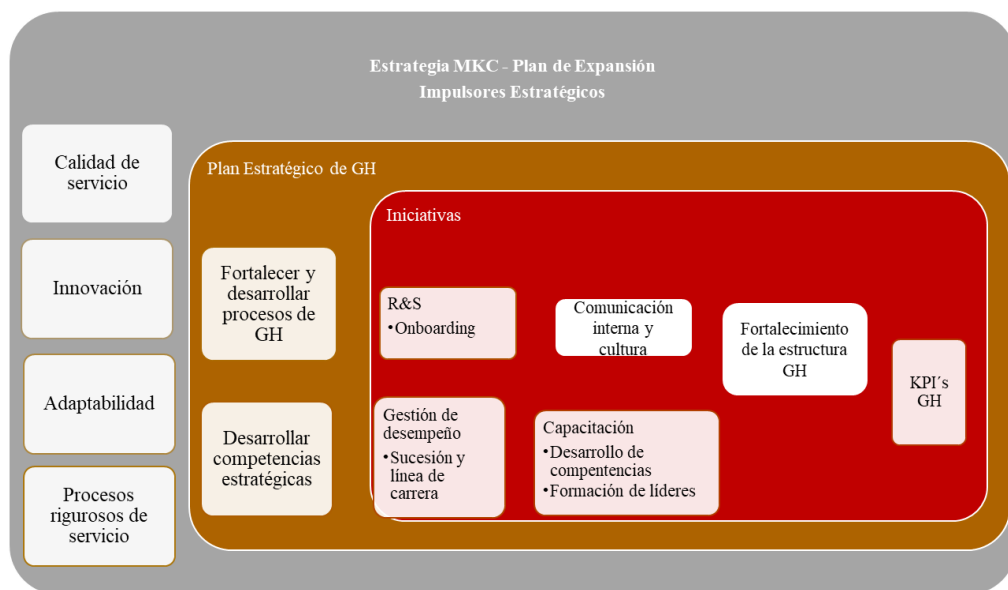 Estrategia MKC - Plan de Expansión
Impulsores Estratégicos
Calidad de
servicio
Innovación
Adaptabilidad
Procesos
rigurosos de
servicio
Plan Estratégico de GH
Fortalecer y
desarrollar
procesos de
GH
Desarrollar
competencias
estratégicas
Iniciativas
R&S
•Onboarding
Comunicación
interna y
cultura
Fortalecimiento
de la estructura
GH
KPI´s
GH
Gestión de
desempeño
•Sucesión y
línea de
carrera
Capacitación
•Desarrollo de
compentencias
•Formación de líderes